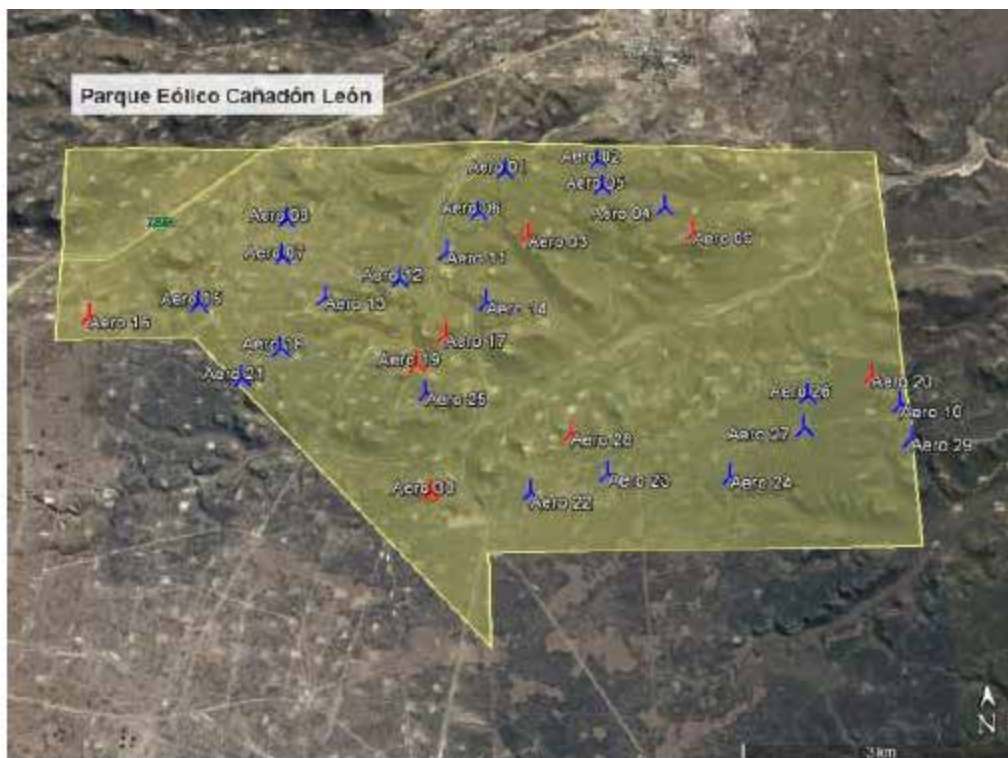 Parque Eólico Cañadón León
Aero 01
Aero 02
Aero 05
Aero 04
Aero 03
Aero 11
Aero 07
Aero 12
Aero 13
Aero 14
Aero 15
Aero 17
Aero 18
Aero 19
Aero 20
Aero 21
Aero 25
Aero 26
Aero 10
Aero 27
Aero 29
Aero 28
Aero 23
Aero 24
Aero 22
Aero 30
N
3 km